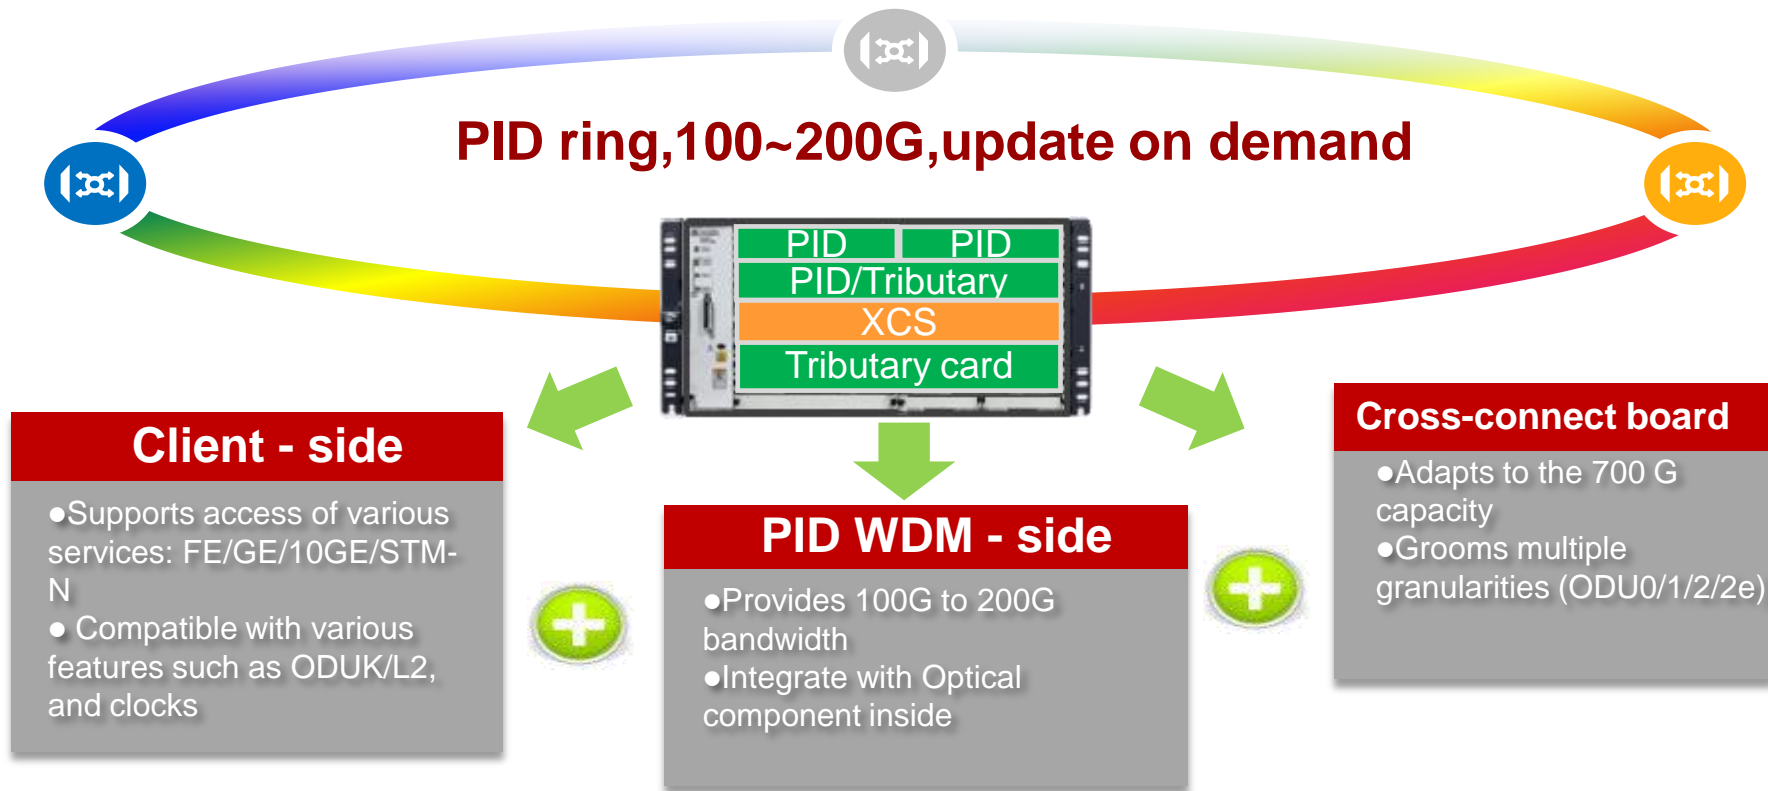 PID ring,100~200G,update on demand
PID PID
PID/Tributary
XCS
Tributary card
Client - side
●Supports access of various
services: FE/GE/10GE/STM-
N
● Compatible with various
features such as ODUK/L2,
and clocks
PID WDM - side
●Provides 100G to 200G
bandwidth
●Integrate with Optical
component inside
Cross-connect board
●Adapts to the 700 G
capacity
●Grooms multiple
granularities (ODU0/1/2/2e)